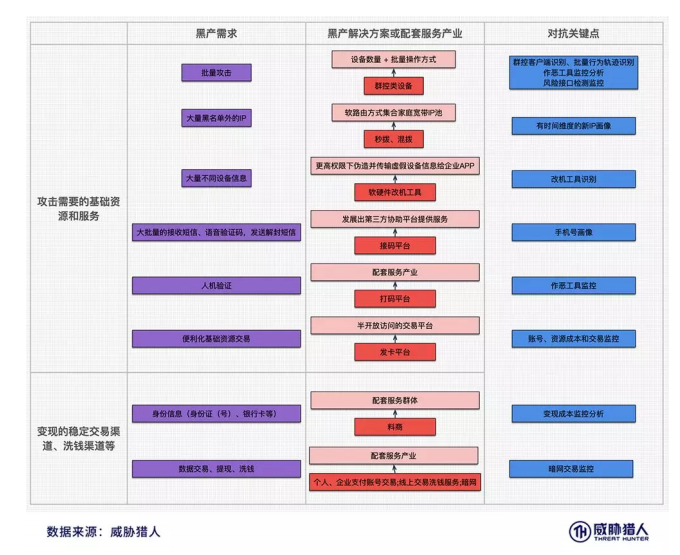 黑产需求
黑产解决方案或配套服务产业
对抗关键点
攻击需要的基础资
源和服务
批量攻击
设备数量 + 批量操作方式
群控类设备
群控客户端识别、批量行为轨迹识别
作恶工具监控分析
风险接口检测监控
大量黑名单外的IP
软路由方式集合家庭宽带IP池
秒拨、混拨
有时间维度的新IP画像
大量不同设备信息
更高权限下伪造并传输虚假设备信息给企业APP
软硬件改机工具
改机工具识别
大批量的接收短信、语音验证码，发送解封短信
发展出第三方协助平台提供服务
接码平台
手机号画像
人机验证
配套服务产业
打码平台
作恶工具监控
便利化基础资源交易
半开放访问的交易平台
发卡平台
账号、资源成本和交易监控
变现的稳定交易渠
道、洗钱渠道等
身份信息（身份证（号）、银行卡等）
配套服务群体
料商
变现成本监控分析
数据交易、提现、洗钱
配套服务产业
个人、企业支付账号交易;线上交易洗钱服务;暗网
暗网交易监控
数据来源：威胁猎人
威胁猎人
THREAT HUNTER